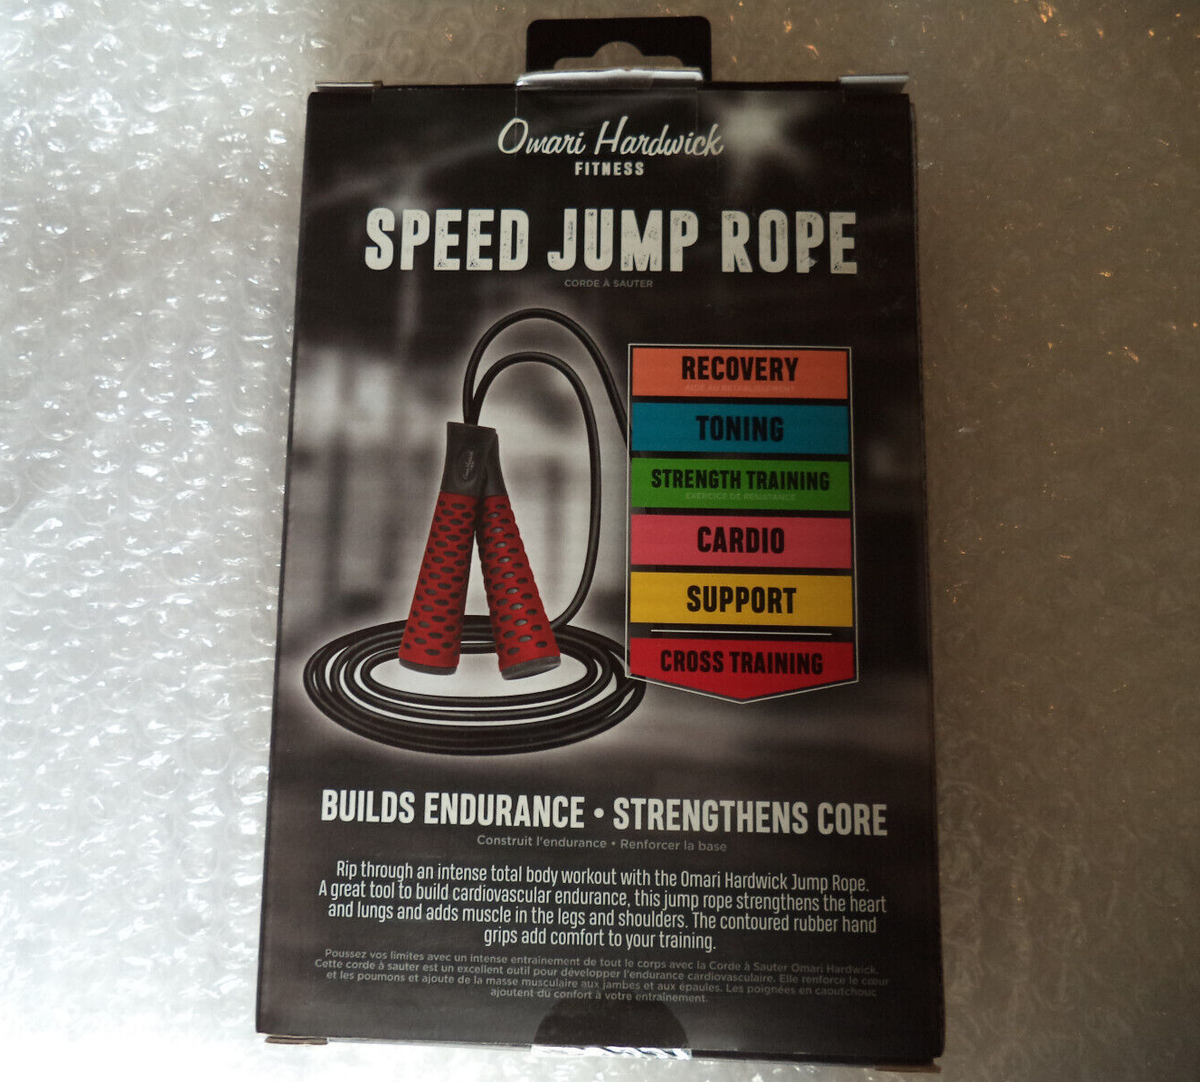 Omari Hardwick
FITNESS
SPEED JUMP ROPE
CORDE À SAUTER
RECOVERY
TONING
STRENGTH TRAINING
EXERCICE DE RÉSISTANCE
CARDIO
SUPPORT
CROSS TRAINING
BUILDS ENDURANCE • STRENGTHENS CORE
Construit l'endurance • Renforcer la base
Rip through an intense total body workout with the Omari Hardwick Jump Rope.
A great tool to build cardiovascular endurance, this jump rope strengthens the heart
and lungs and adds muscle in the legs and shoulders. The contoured rubber hand
grips add comfort to your training.
Poussez vos limites avec un intense entrainement de tout le corps avec la Corde à Sauter Omari Hardwick.
Cette corde à sauter est un excellent outil pour développer l'endurance cardiovasculaire. Elle renforce le cœur
et les poumons et ajoute de la masse musculaire aux jambes et aux épaules. Les poignées en caoutchouc
ajoutent du confort à votre entraînement.